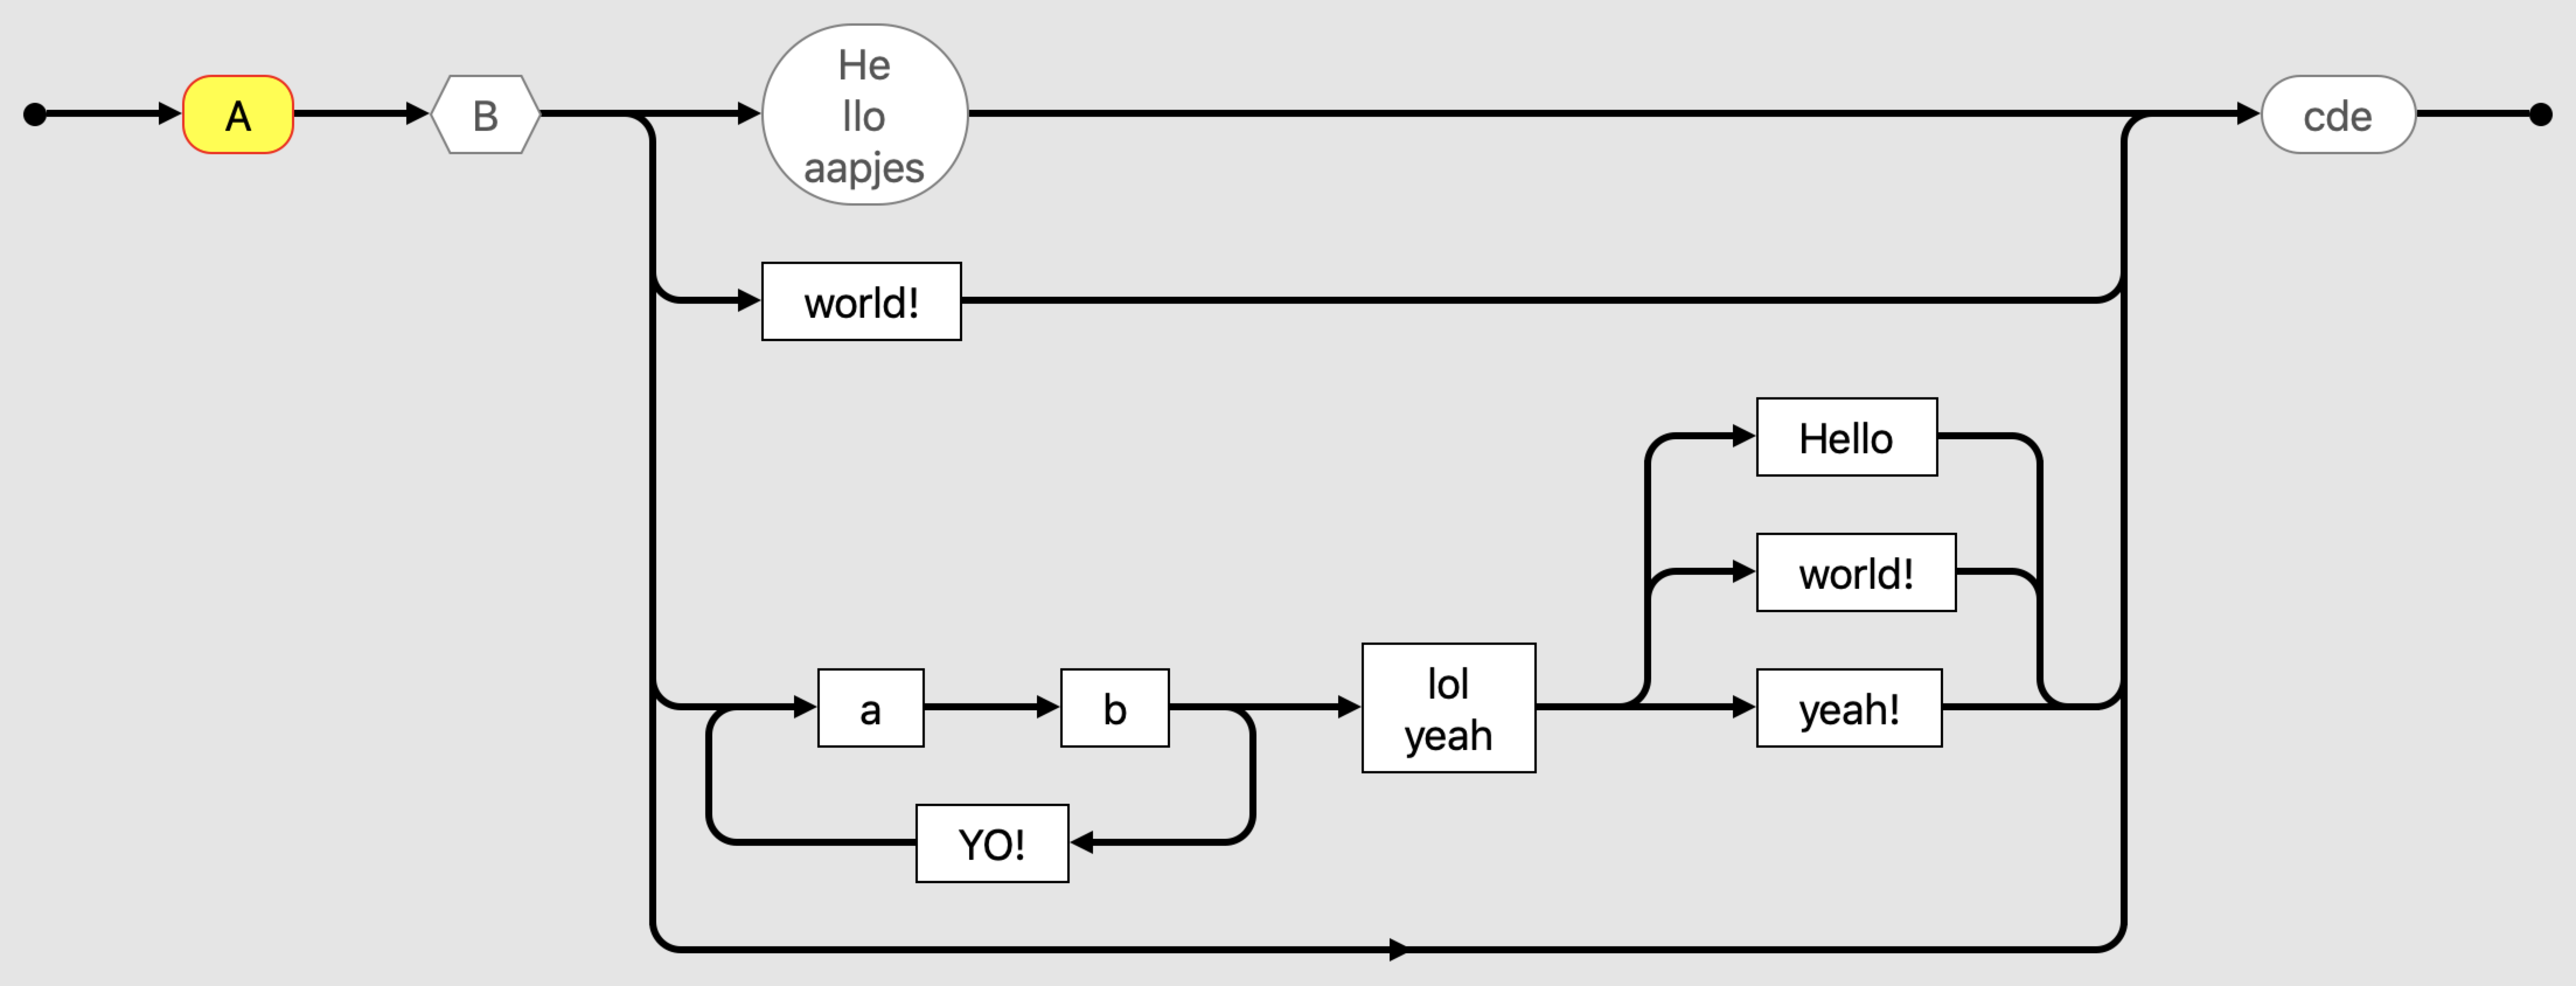 A
B
He
llo
aapjes
cde
world!
Hello
world!
a
b
lol
yeah
yeah!
YO!